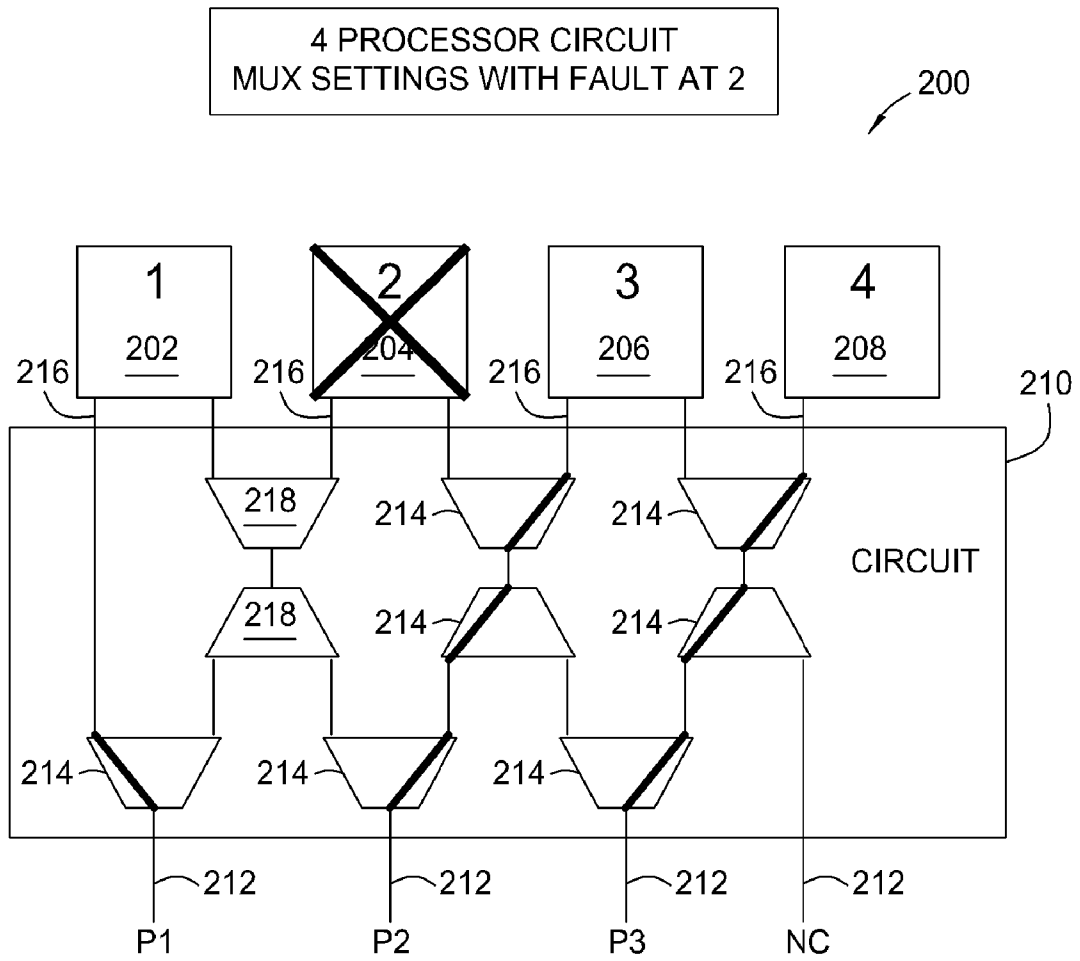 4 PROCESSOR CIRCUIT
MUX SETTINGS WITH FAULT AT 2
200
1 2 3 4
202 204 206 208
216 216 216 216 210
218 214 214
CIRCUIT
218 214 214
214 214 214
212 212 212 212
P1 P2 P3 NC